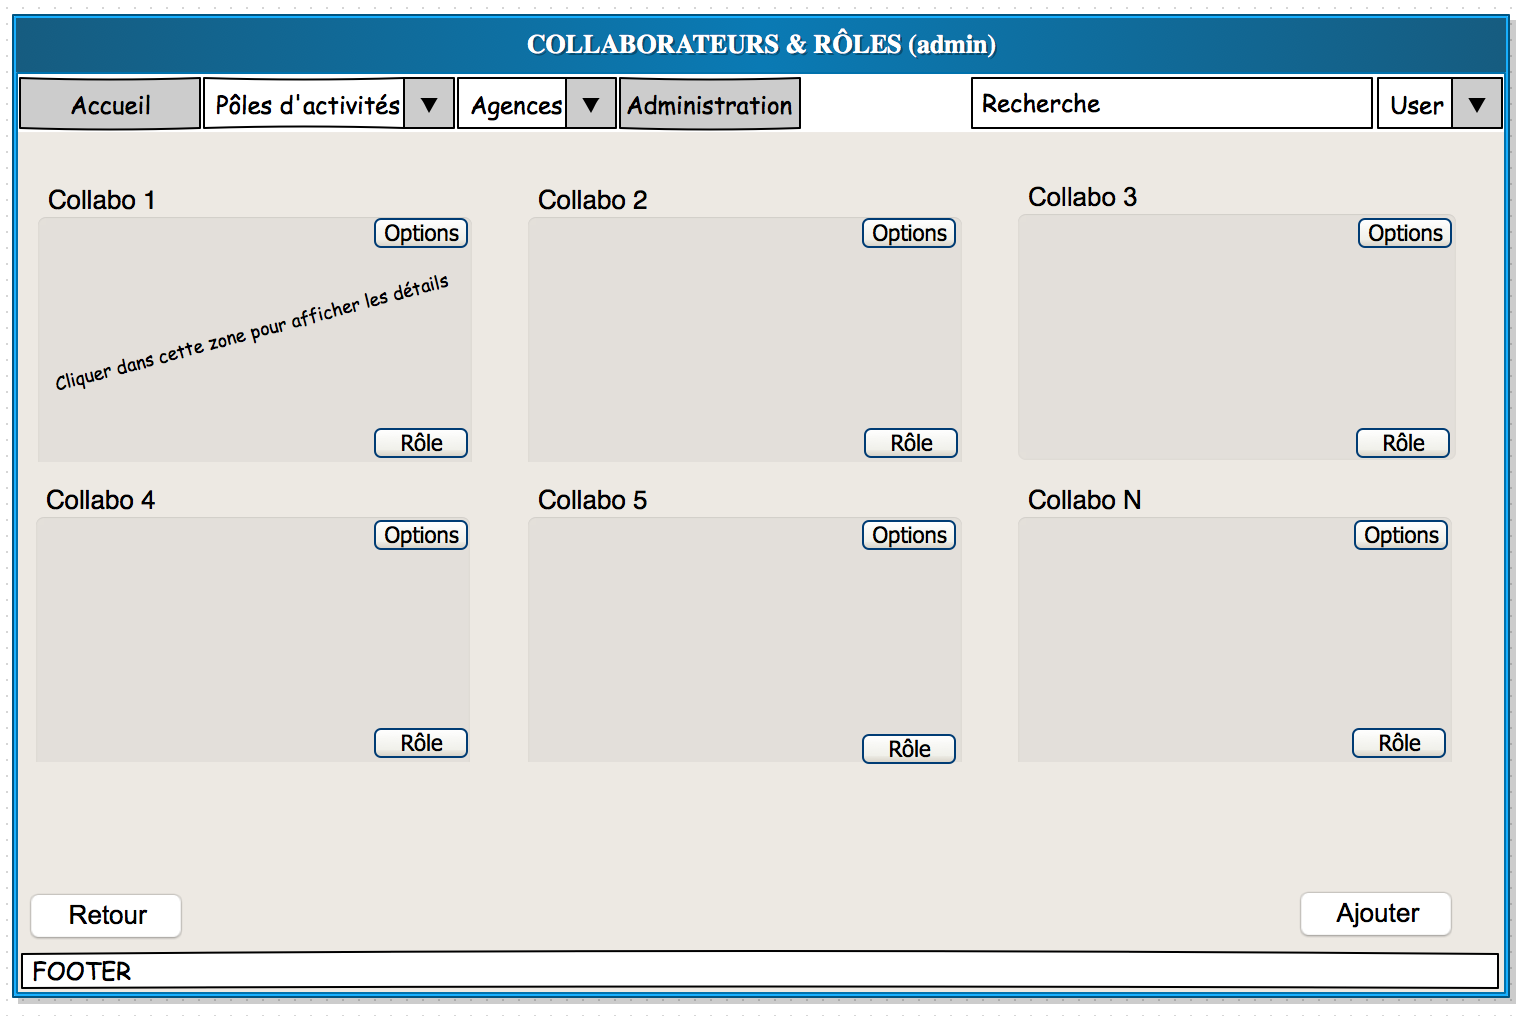 COLLABORATEURS & RÔLES (admin)
Accueil
Pôles d'activités
Agences
Administration
Recherche
User
Collabo 1
Options
Cliquer dans cette zone pour afficher les détails
Rôle
Collabo 2
Options
Rôle
Collabo 3
Options
Rôle
Collabo 4
Options
Rôle
Collabo 5
Options
Rôle
Collabo N
Options
Rôle
Retour
Ajouter
FOOTER